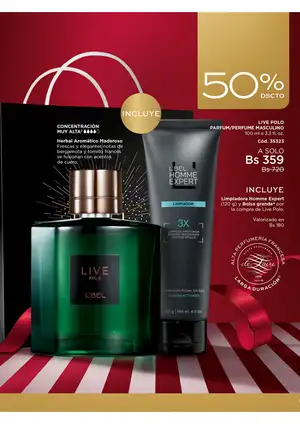 50%
DSCTO
INCLUYE
LIVE POLO
PARFUM/PERFUME MASCULINO
100 ml e 3.3 fl. oz.
Cód. 35225
A SOLO
Bs 359
Bs 720
INCLUYE
Limpiadora Homme Expert
(120 g) y Bolsa grande* por
la compra de Live Polo.
Valorizado en
Bs 180
CONCENTRACIÓN
MUY ALTA
Herbal Aromático Maderoso
Frescas y elegantes notas de
bergamota y tomillo francés
se fusionan con acentos
de cuero.
L'BEL
HOMME
EXPERT
LIMPIADOR
3X
LIVE
POLO
L'BEL
ALTA PERFUMERÍA FRANCESA
LARGA DURACIÓN